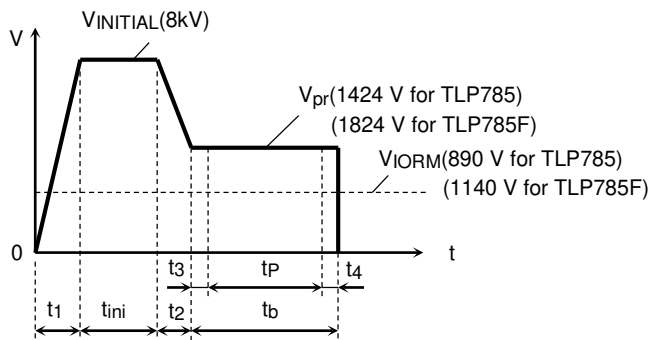 VINITIAL(8kV)
V
Vpr(1424 V for TLP785)
(1824 V for TLP785F)
VIORM(890 V for TLP785)
(1140 V for TLP785F)
0
t
t3
tP
t4
t1
tini
t2
tb